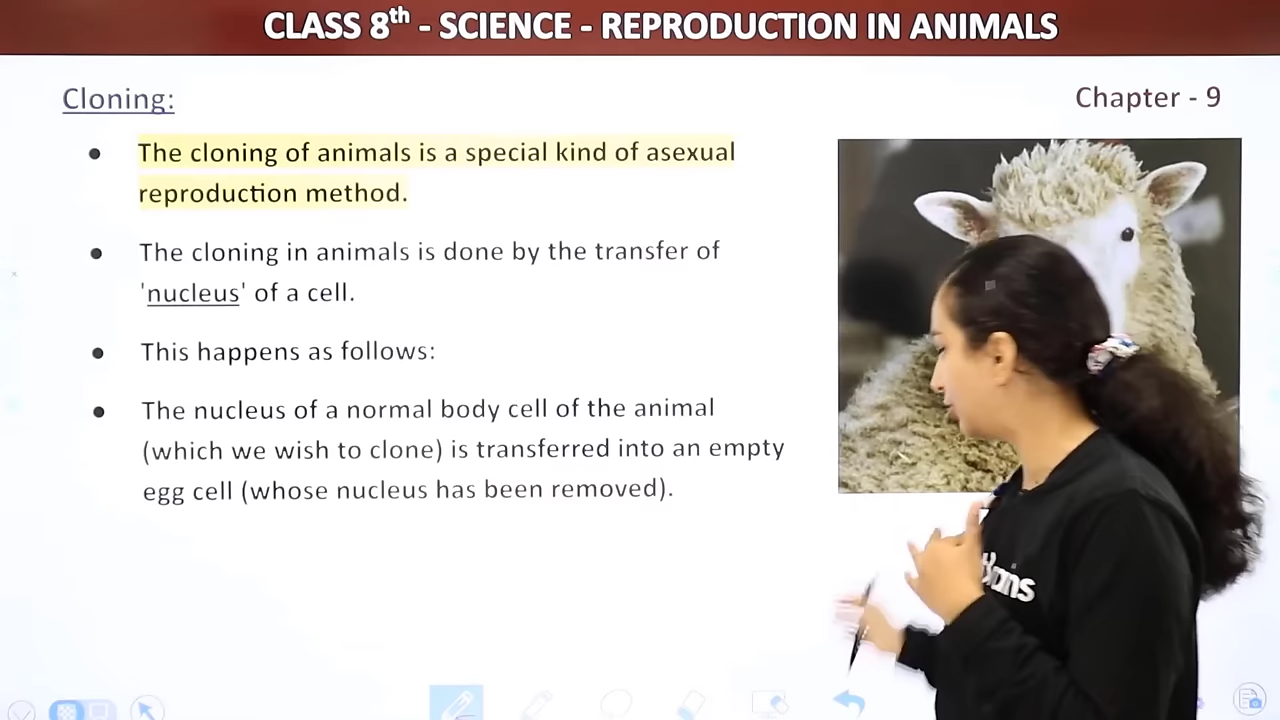 CLASS 8th - SCIENCE - REPRODUCTION IN ANIMALS
Cloning:
Chapter - 9
• The cloning of animals is a special kind of asexual
reproduction method.
• The cloning in animals is done by the transfer of
'nucleus' of a cell.
• This happens as follows:
• The nucleus of a normal body cell of the animal
(which we wish to clone) is transferred into an empty
egg cell (whose nucleus has been removed).